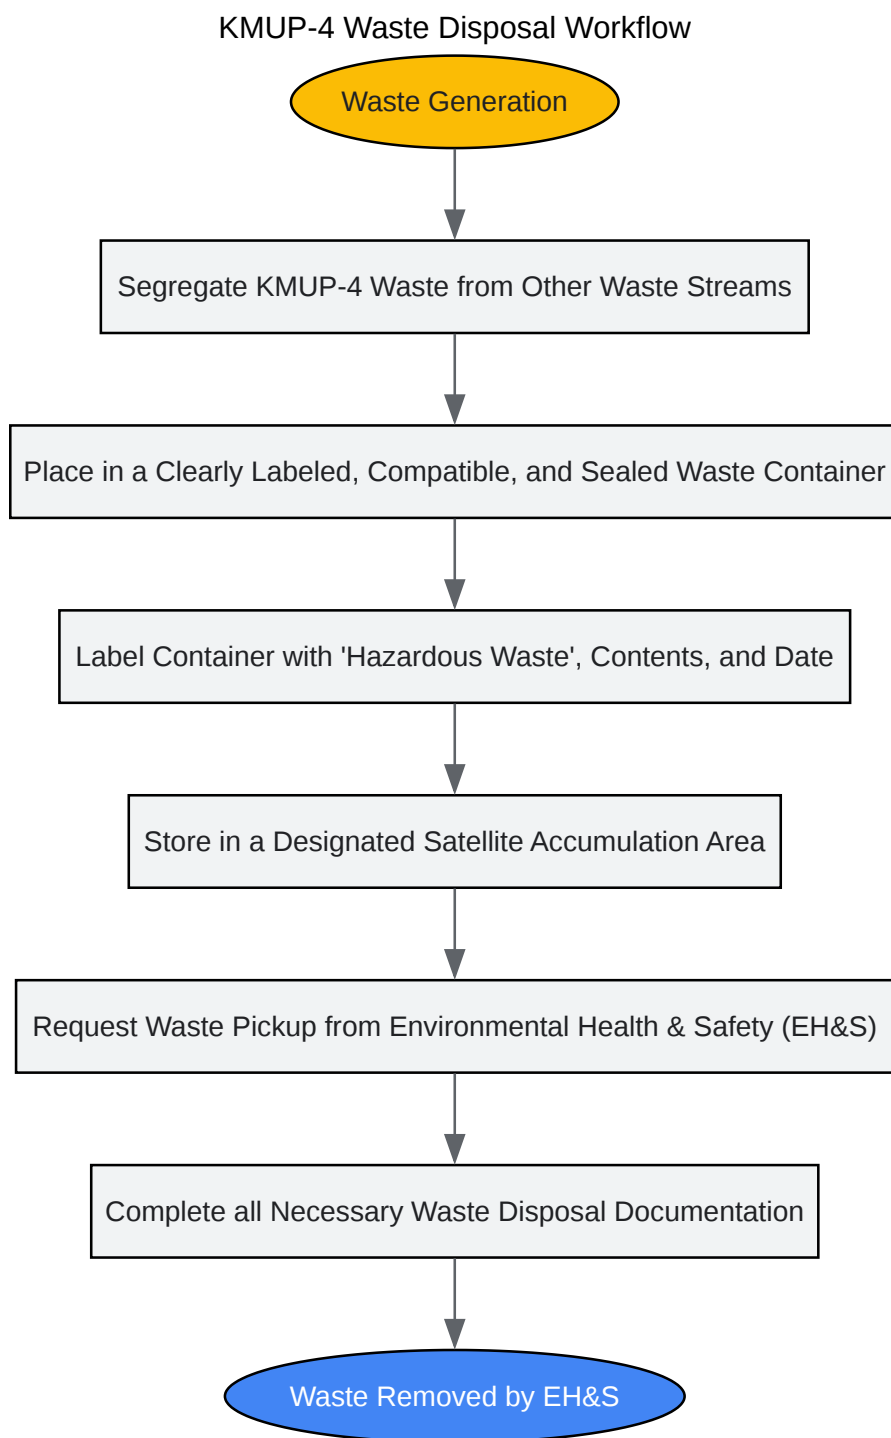 KMUP-4 Waste Disposal Workflow
Waste Generation
Segregate KMUP-4 Waste from Other Waste Streams
Place in a Clearly Labeled, Compatible, and Sealed Waste Container
Label Container with 'Hazardous Waste', Contents, and Date
Store in a Designated Satellite Accumulation Area
Request Waste Pickup from Environmental Health & Safety (EH&S)
Complete all Necessary Waste Disposal Documentation
Waste Removed by EH&S